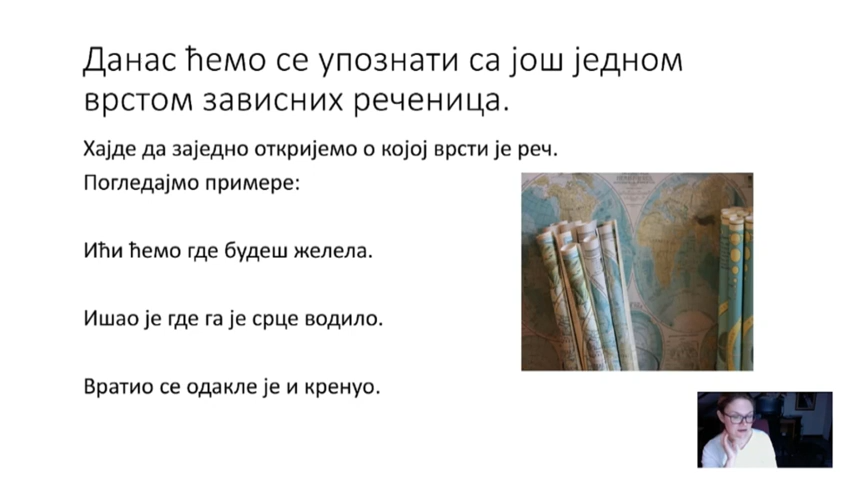 Данас ћемо се упознати са још једном
врстом зависних реченица.
Хајде да заједно откријемо о којој врсти је реч.
Погледајмо примере:
Ићи ћемо где будеш желела.
Ишао је где га је срце водило.
Вратио се одакле је и кренуо.